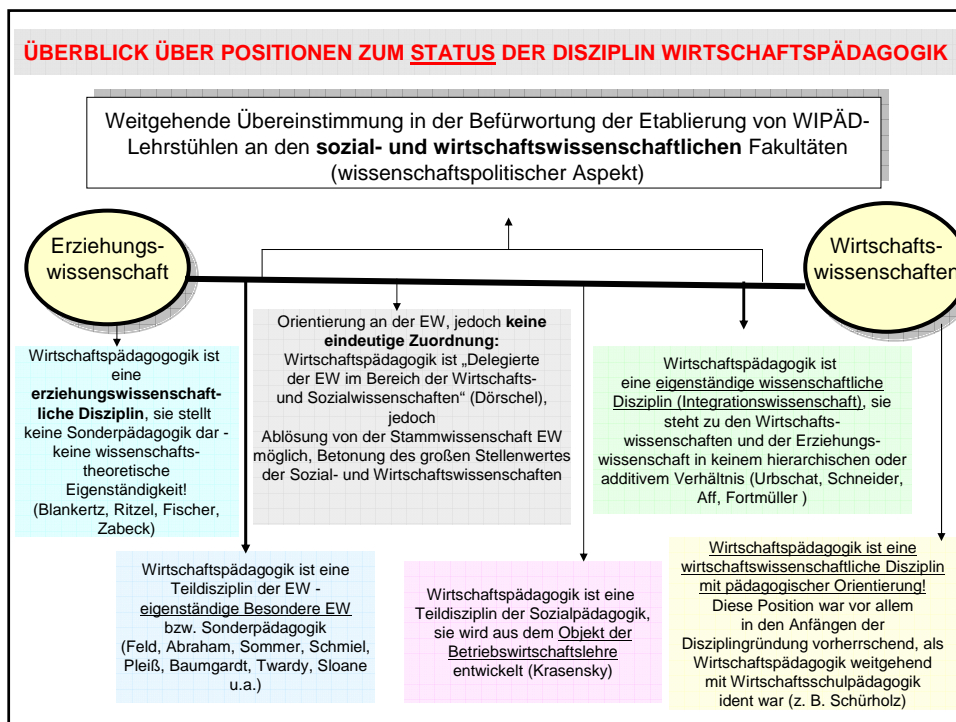 ÜBERBLICK ÜBER POSITIONEN ZUM STATUS DER DISZIPLIN WIRTSCHAFTSPÄDAGOGIK
Weitgehende Übereinstimmung in der Befürwortung der Etablierung von WIPÄD-
Lehrstühlen an den sozial- und wirtschaftswissenschaftlichen Fakultäten
(wissenschaftspolitischer Aspekt)
Erziehungs-
wissenschaft
Wirtschafts-
wissenschaften
Wirtschaftspädagogogik ist
eine
erziehungswissenschaft-
liche Disziplin, sie stellt
keine Sonderpädagogik dar -
keine wissenschafts-
theoretische
Eigenständigkeit!
(Blankertz, Ritzel, Fischer,
Zabeck)
Orientierung an der EW, jedoch keine
eindeutige Zuordnung:
Wirtschaftspädagogik ist „Delegierte
der EW im Bereich der Wirtschafts-
und Sozialwissenschaften“ (Dörschel),
jedoch
Ablösung von der Stammwissenschaft EW
möglich, Betonung des großen Stellenwertes
der Sozial- und Wirtschaftswissenschaften
Wirtschaftspädagogik ist
eine eigenständige wissenschaftliche
Disziplin (Integrationswissenschaft), sie
steht zu den Wirtschafts-
wissenschaften und der Erziehungs-
wissenschaft in keinem hierarchischen oder
additivem Verhältnis (Urbschat, Schneider,
Aff, Fortmüller )
Wirtschaftspädagogik ist eine
Teildisziplin der EW -
eigenständige Besondere EW
bzw. Sonderpädagogik
(Feld, Abraham, Sommer, Schmiel,
Pleiß, Baumgardt, Twardy, Sloane
u.a.)
Wirtschaftspädagogik ist eine
Teildisziplin der Sozialpädagogik,
sie wird aus dem Objekt der
Betriebswirtschaftslehre
entwickelt (Krasensky)
Wirtschaftspädagogik ist eine
wirtschaftswissenschaftliche Disziplin
mit pädagogischer Orientierung!
Diese Position war vor allem
in den Anfängen der
Disziplingründung vorherrschend, als
Wirtschaftspädagogik weitgehend
mit Wirtschaftsschulpädagogik
ident war (z. B. Schürholz)